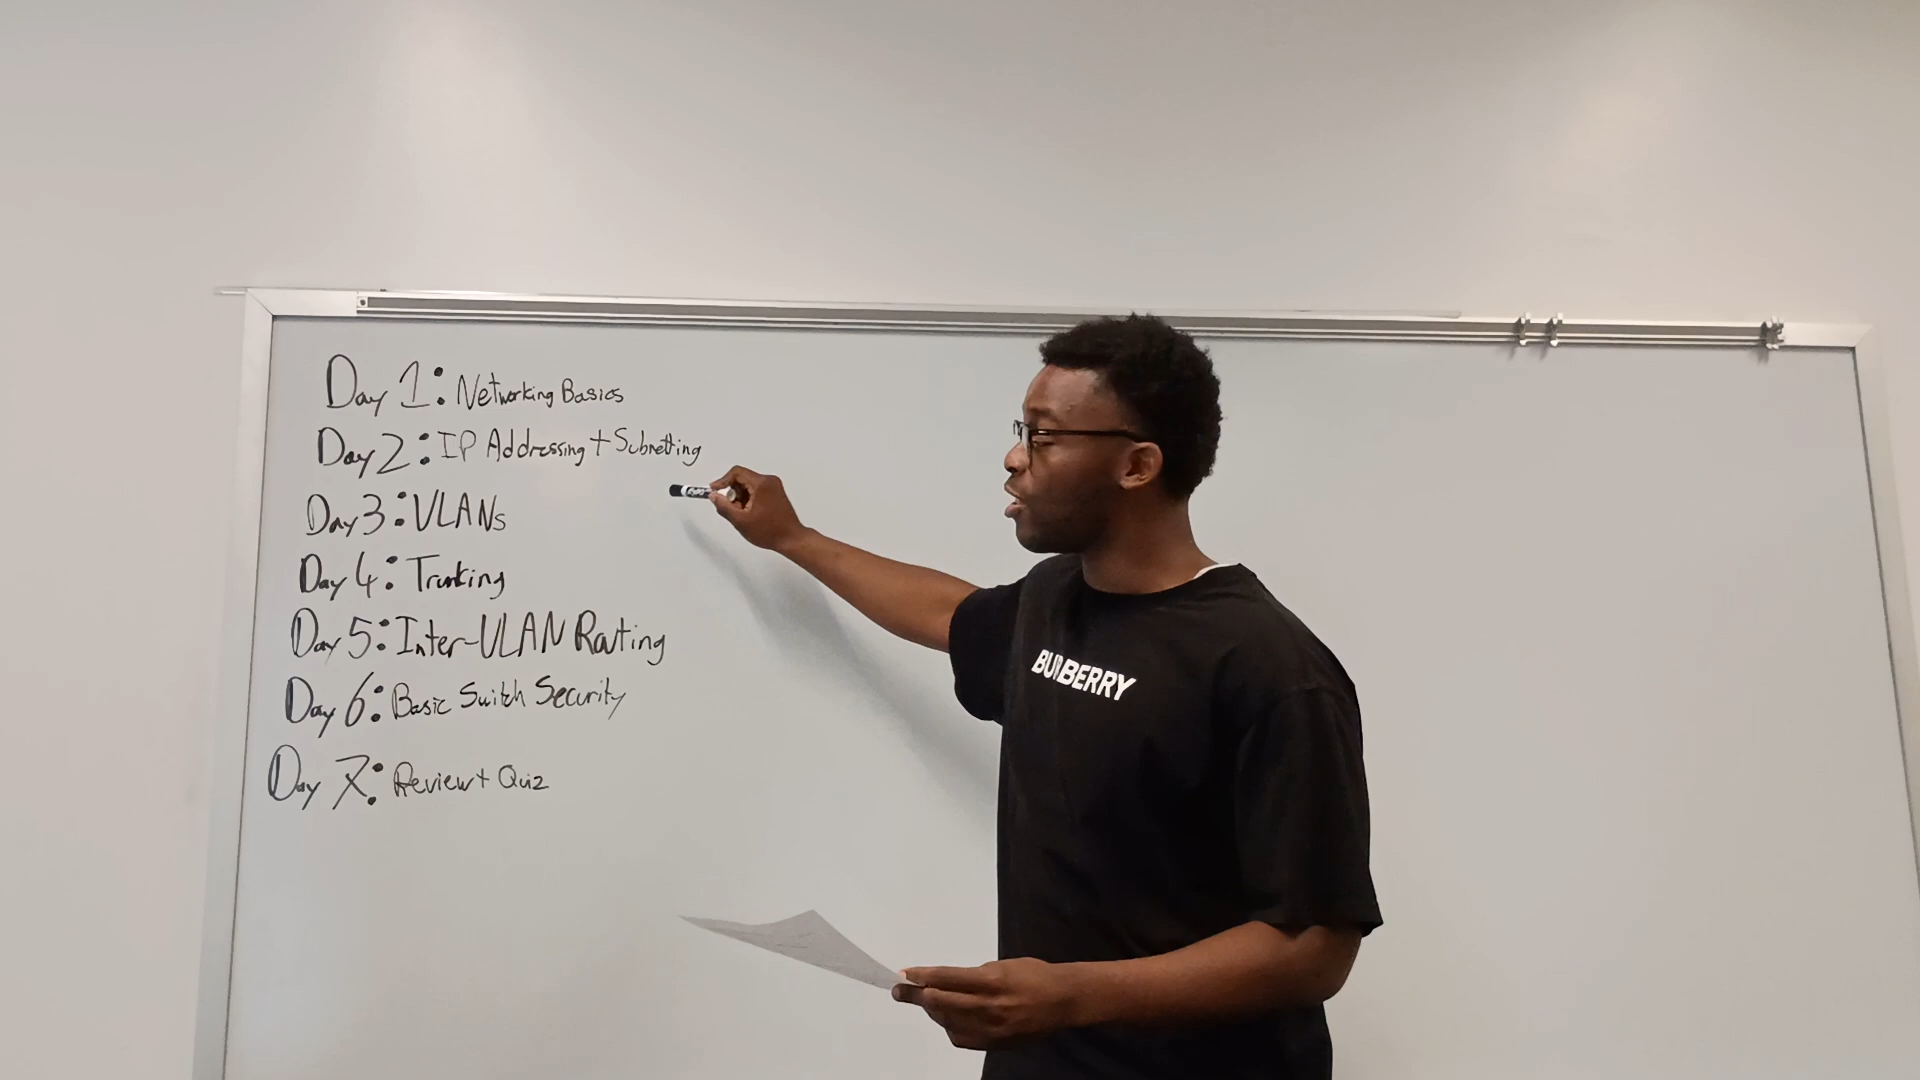 Day 1: Networking Basics
Day 2: IP Addressing + Subnetting
Day 3: VLANs
Day 4: Trunking
Day 5: Inter-VLAN Routing
Day 6: Basic Switch Security
Day 7: Review + Quiz
BURBERRY